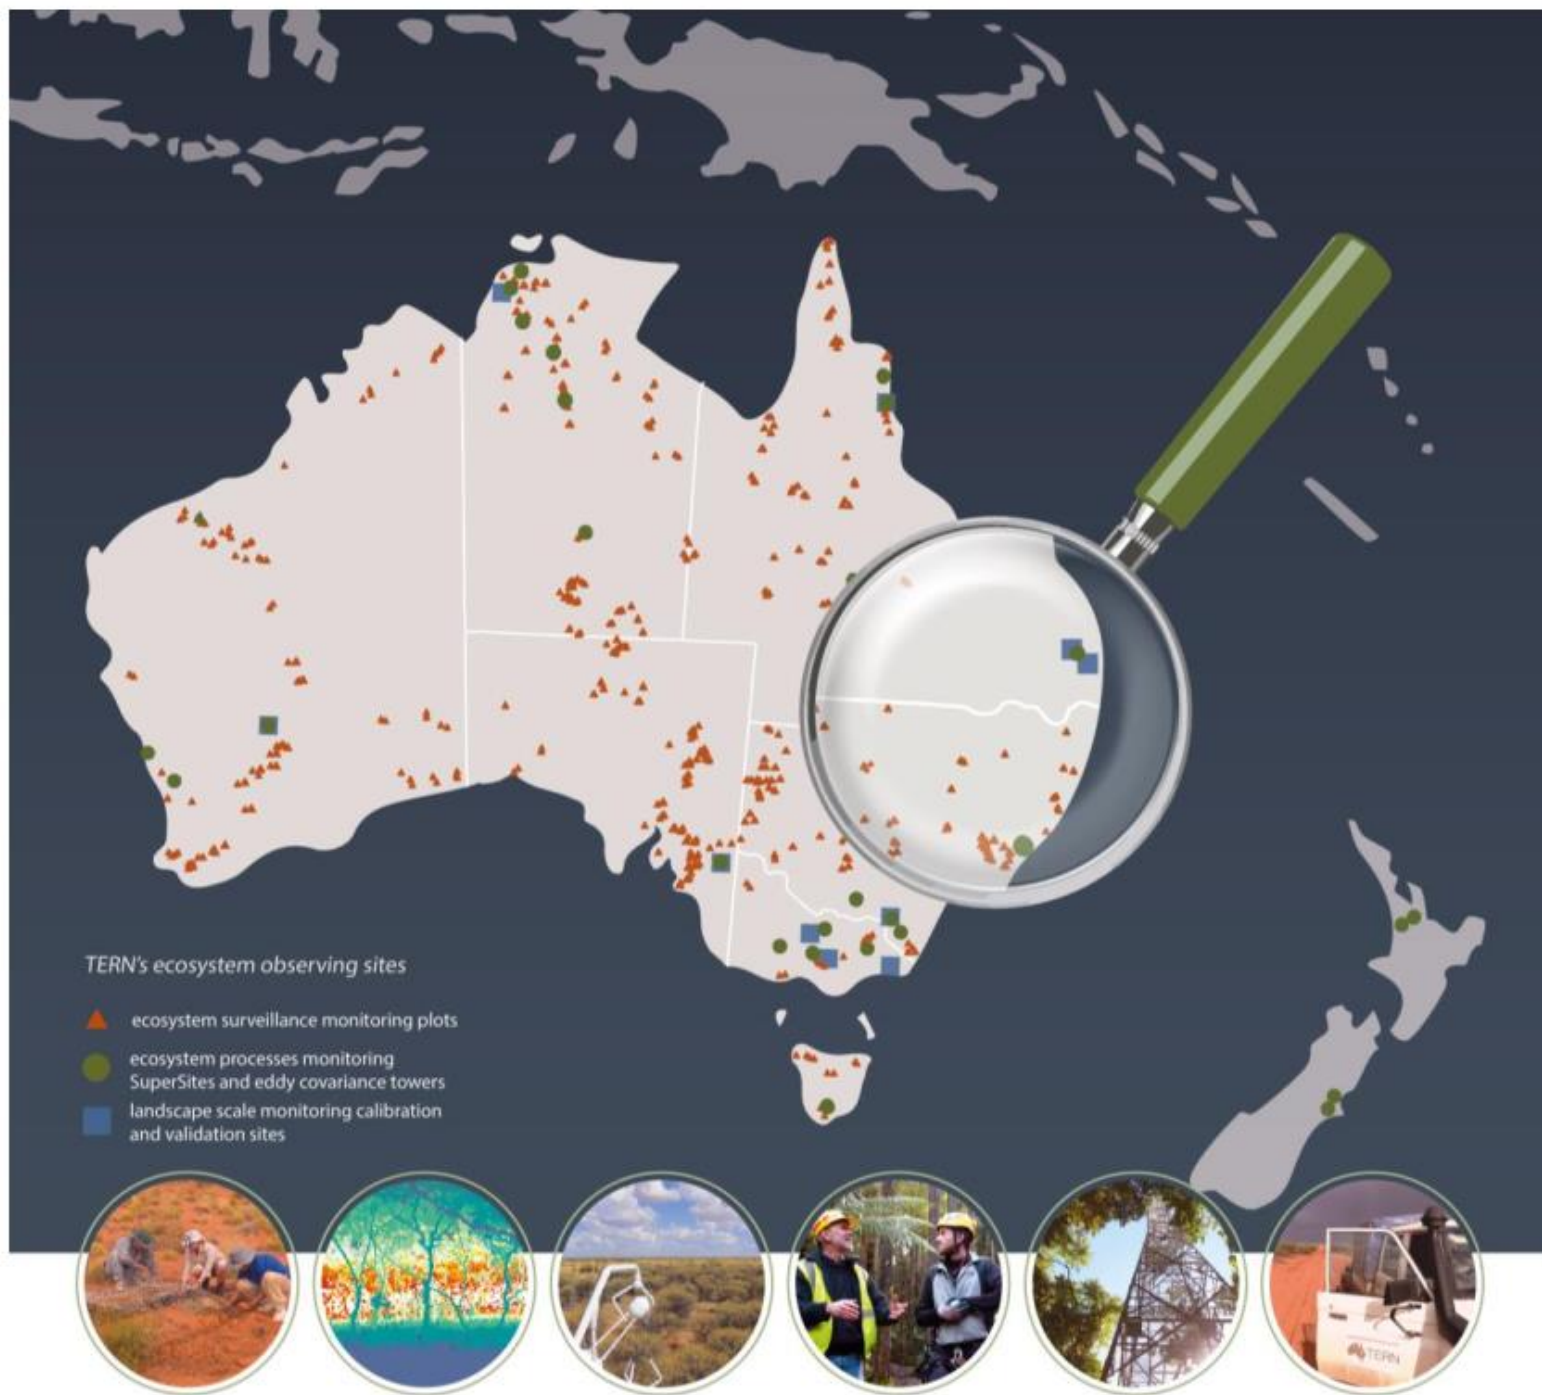 TERN's ecosystem observing sites
ecosystem surveillance monitoring plots
ecosystem processes monitoring
SuperSites and eddy covariance towers
landscape scale monitoring calibration
and validation sites
TERN